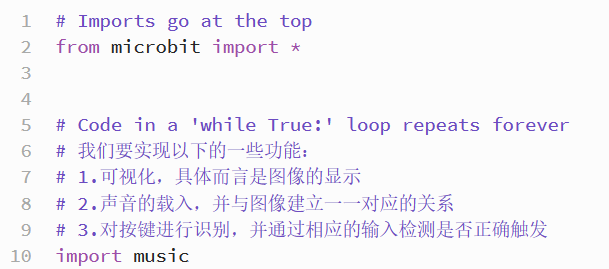 1 # Imports go at the top
2 from microbit import *
3
4
5 # Code in a 'while True:' loop repeats forever
6 # 我们要实现以下的一些功能：
7 # 1.可视化，具体而言是图像的显示
8 # 2.声音的载入，并与图像建立一一对应的关系
9 # 3.对按键进行识别，并通过相应的输入检测是否正确触发
10 import music